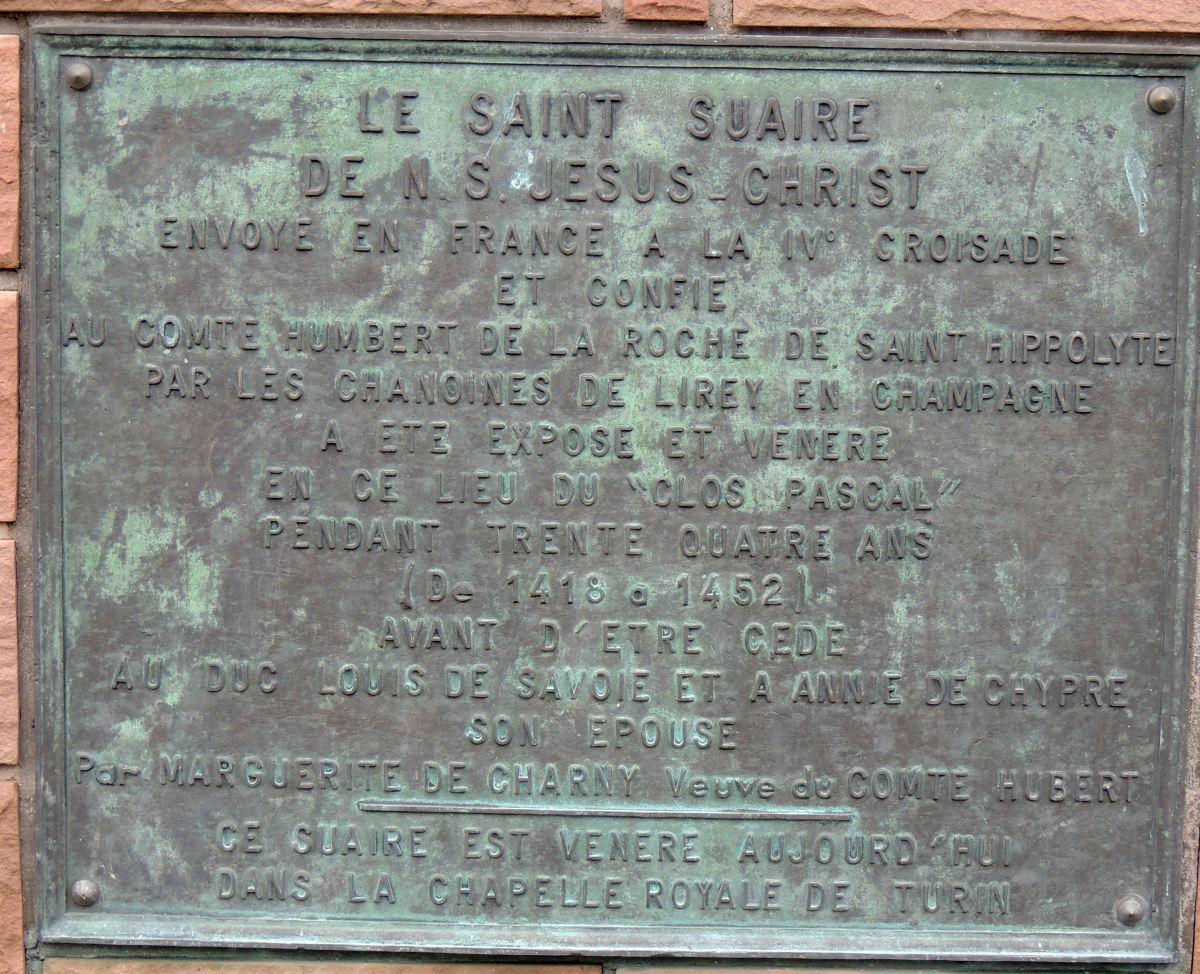 LE SAINT SUAIRE
DE N.S. JESUS-CHRIST
ENVOYE EN FRANCE A LA IV° CROISADE
ET CONFIE
AU COMTE HUMBERT DE LA ROCHE DE SAINT HIPPOLYTE
PAR LES CHANOINES DE LIREY EN CHAMPAGNE
A ETE EXPOSE ET VENERE
EN CE LIEU DU "CLOS PASCAL"
PENDANT TRENTE QUATRE ANS
(De 1418 a 1452)
AVANT D'ETRE CEDE
AU DUC LOUIS DE SAVOIE ET A ANNIE DE CHYPRE
SON EPOUSE
Par MARGUERITE DE CHARNY Veuve du COMTE HUBERT
CE SUAIRE EST VENERE AUJOURD'HUI
DANS LA CHAPELLE ROYALE DE TURIN